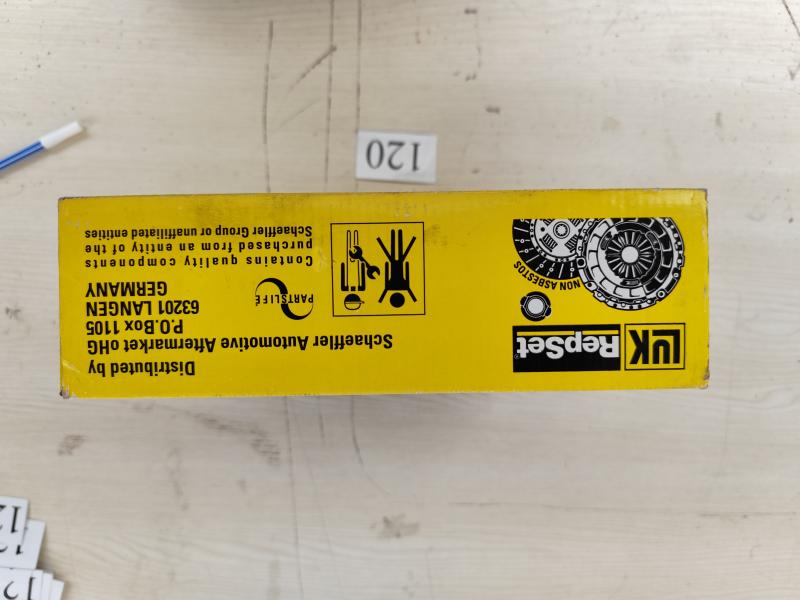 120
LuK RepSet®
NON ASBESTOS
Distributed by
Schaeffler Automotive Aftermarket oHG
P.O.Box 1105
63201 LANGEN
GERMANY
PARTSLIFE
Contains quality components
purchased from an entity of the
Schaeffler Group or unaffiliated entities